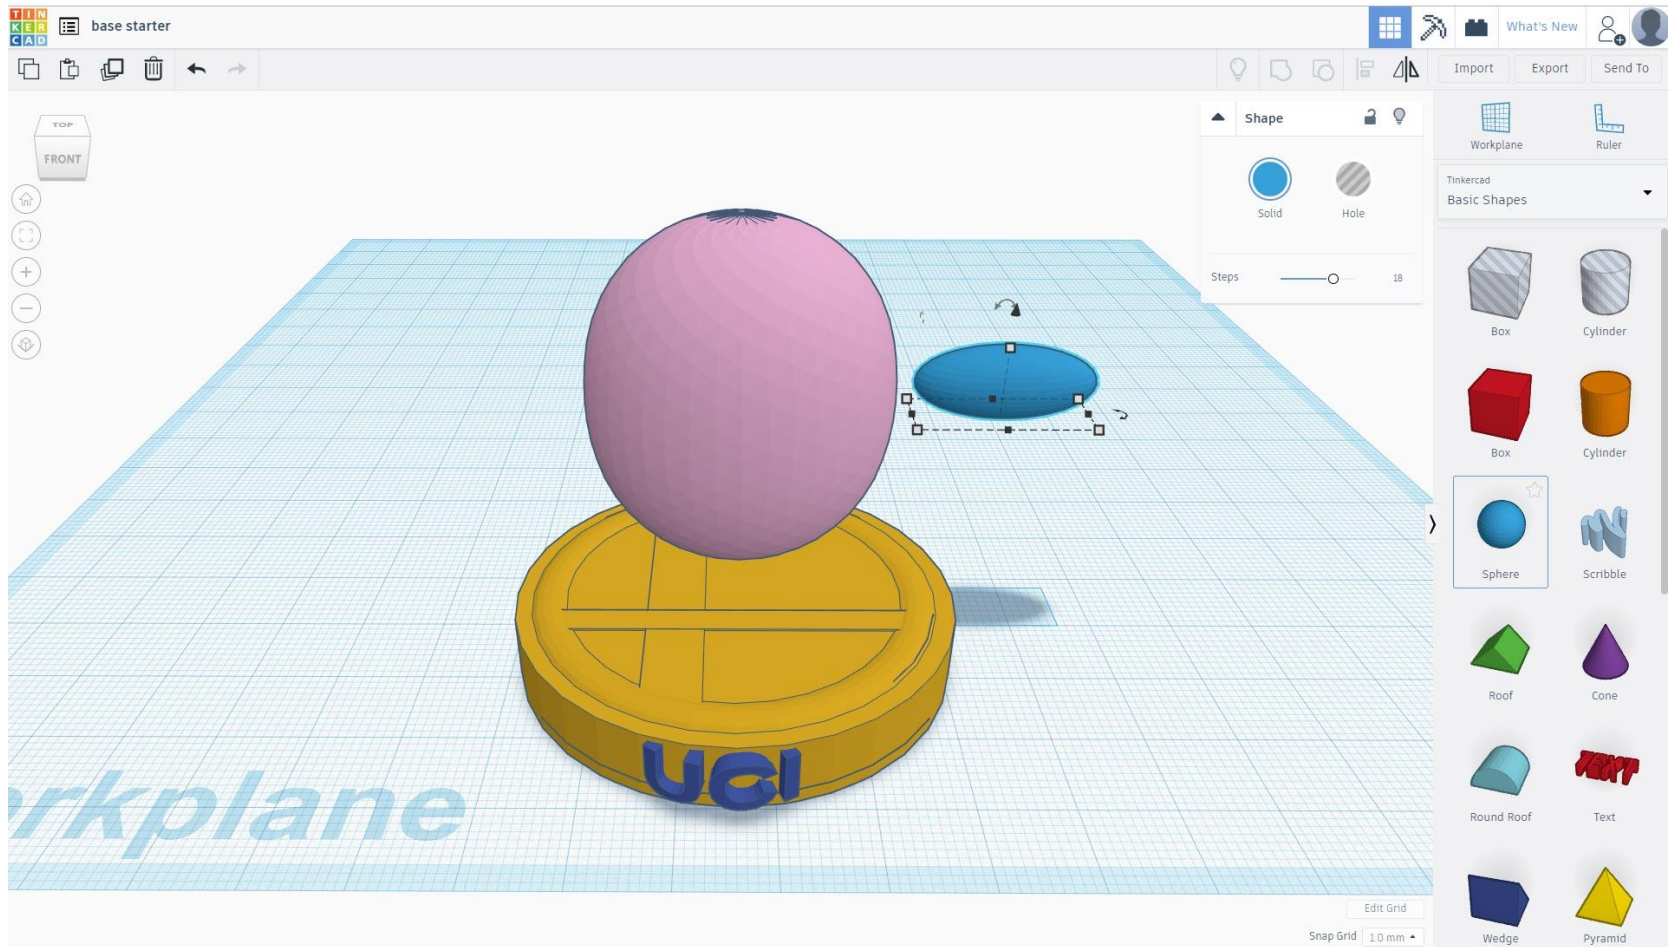 TIN
KER
CAD
base starter
What's New
Import
Export
Send To
TOP
FRONT
Shape
Solid
Hole
Steps
18
Workplane
Ruler
Tinkercad
Basic Shapes
Box
Cylinder
Box
Cylinder
Sphere
Scribble
Roof
Cone
Round Roof
TEXT
Text
Wedge
Pyramid
UCI
orkplane
Edit Grid
Snap Grid
1.0 mm